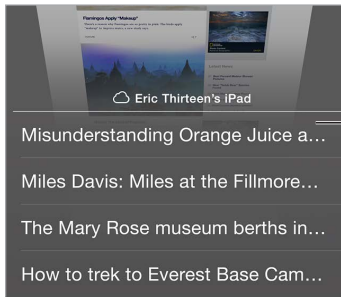 Flamingos Apply "Makeup"
Eric Thirteen's iPad
Misunderstanding Orange Juice a...
Miles Davis: Miles at the Fillmore...
The Mary Rose museum berths in...
How to trek to Everest Base Cam...